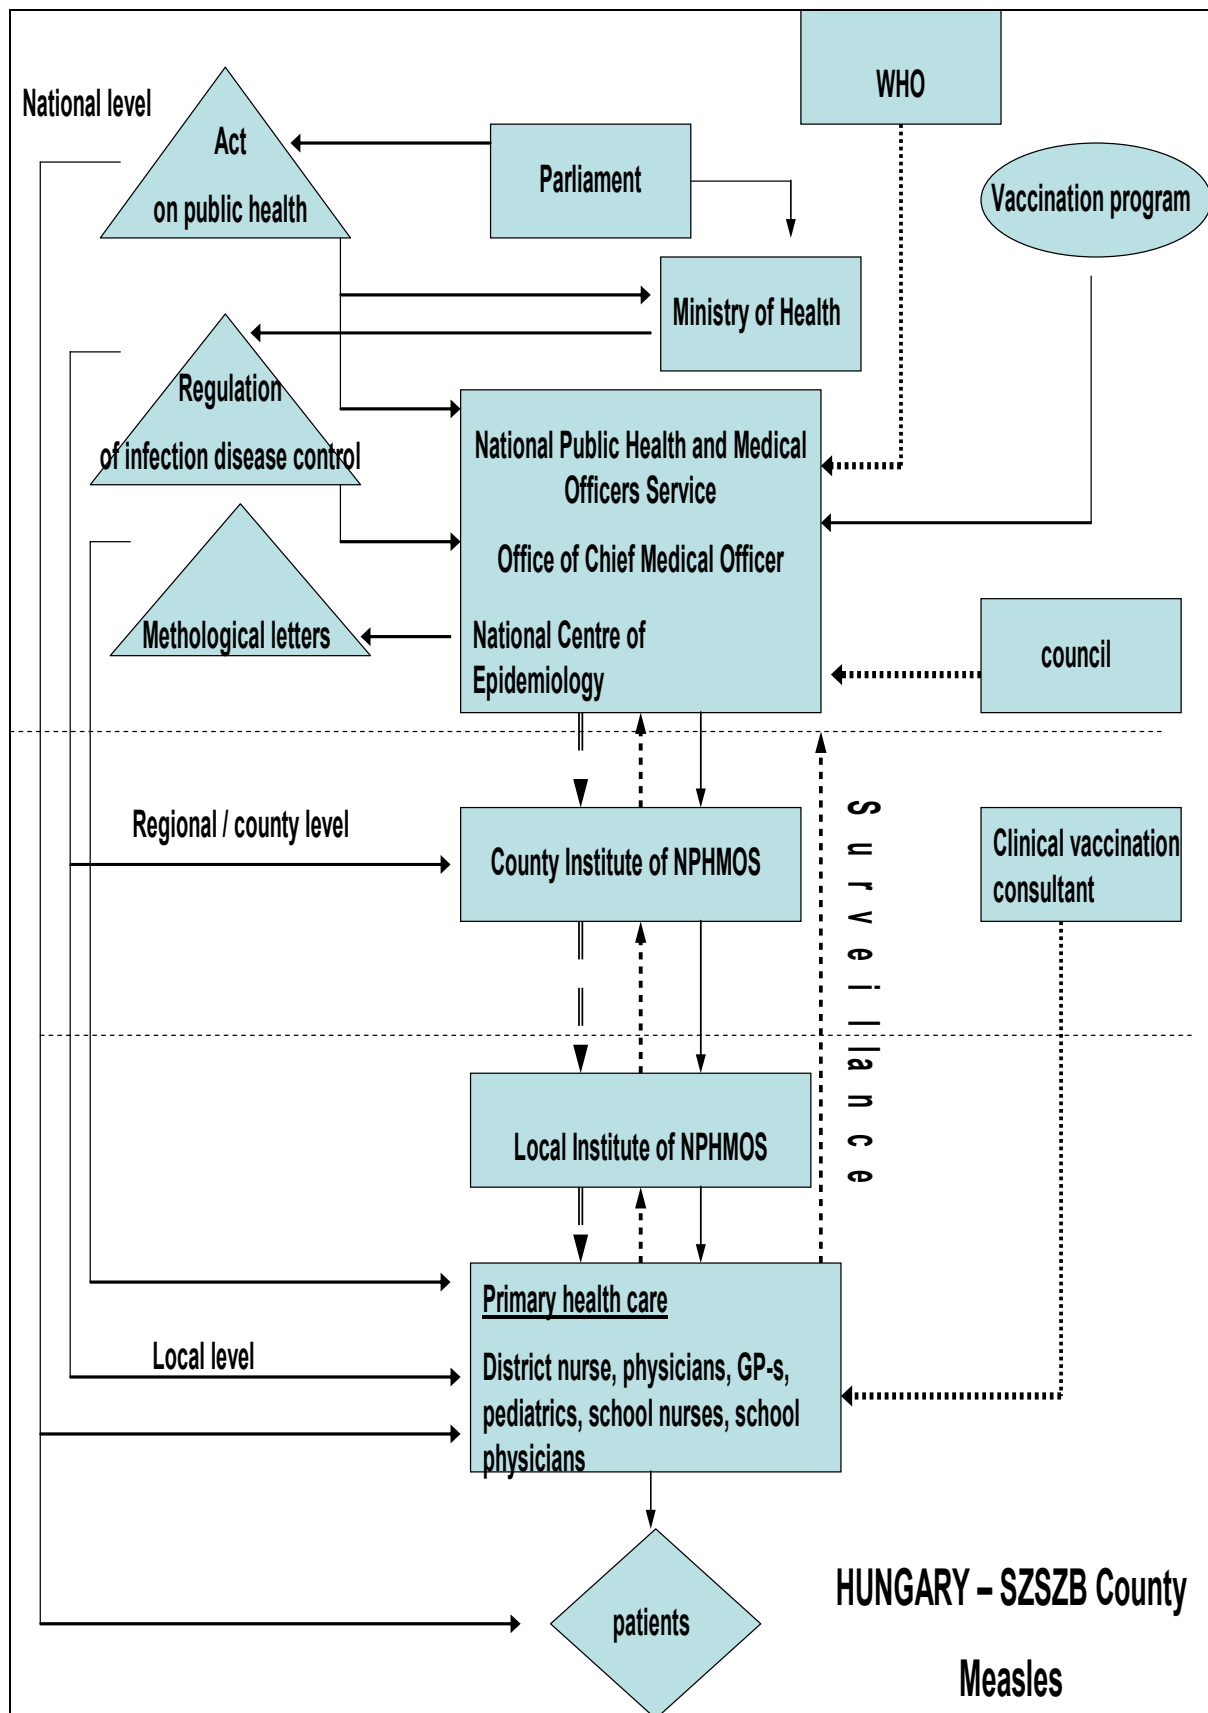 WHO
National level
Act
on public health
Parliament
Vaccination program
Ministry of Health
Regulation
of infection disease control
National Public Health and Medical
Officers Service
Office of Chief Medical Officer
National Centre of
Epidemiology
Methological letters
council
Regional / county level
County Institute of NPHMOS
Clinical vaccination
consultant
Surveillance
Local Institute of NPHMOS
Primary health care
District nurse, physicians, GP-s,
pediatrics, school nurses, school
physicians
Local level
patients
HUNGARY – SZSZB County
Measles